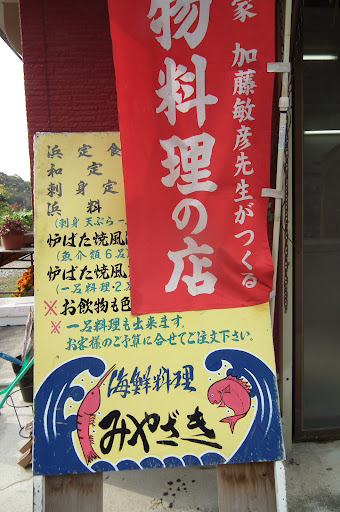 家 加藤敏彦先生がつくる
物料理の店
浜定食
和定
刺身定
浜料
(刺身 天ぷら
炉ばた焼風
(魚介類6名
炉ばた焼風
(一品料理・2名
※お飲物も色
※一品料理も出来ます。
お客様のご予算に合せてご注文下さい。
海鮮料理
みやざき